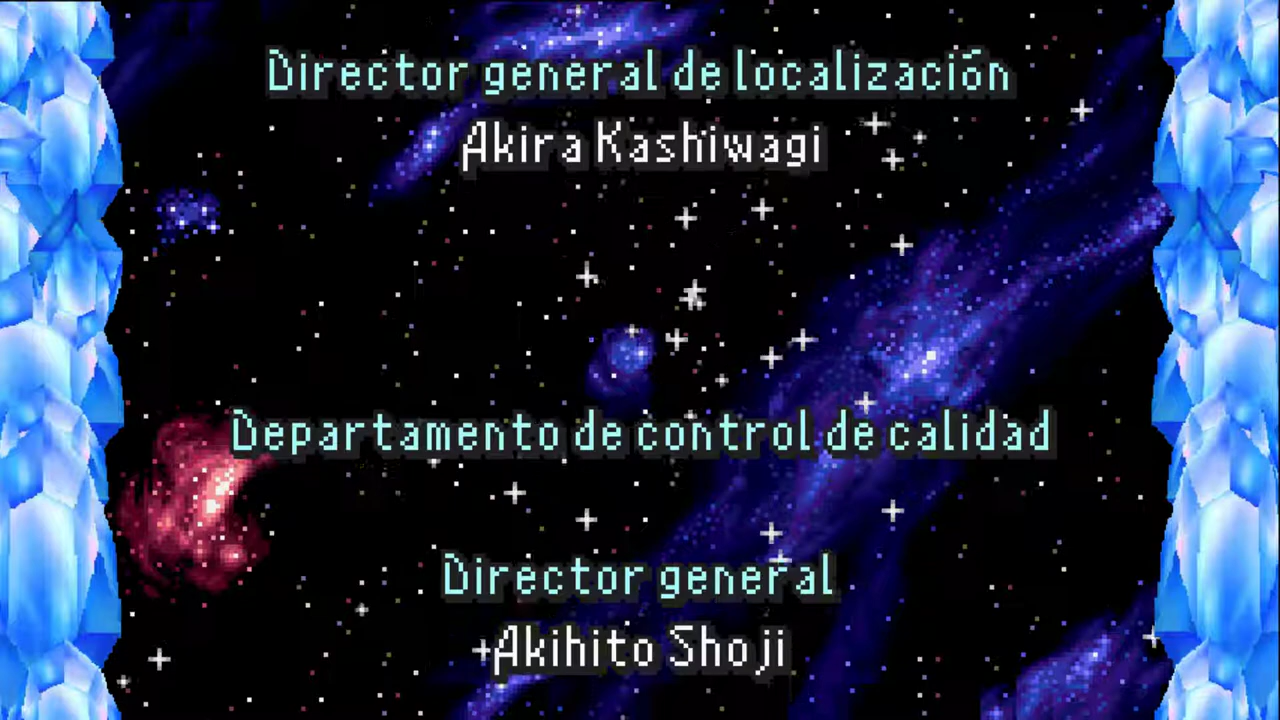 Director general de localización
Akira Kashiwagi
Departamento de control de calidad
Director general
Akihito Shoji